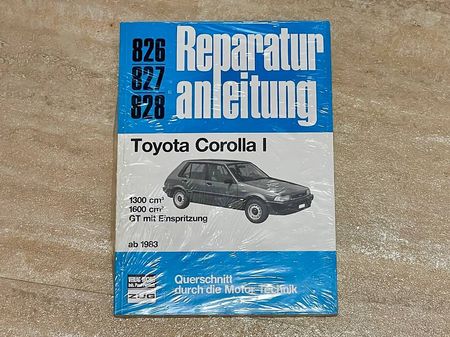 826
827
828
Reparatur
anleitung
Toyota Corolla I
1300 cm³
1600 cm³
GT mit Einspritzung
ab 1983
ZUG
Querschnitt
durch die Motor-Technik